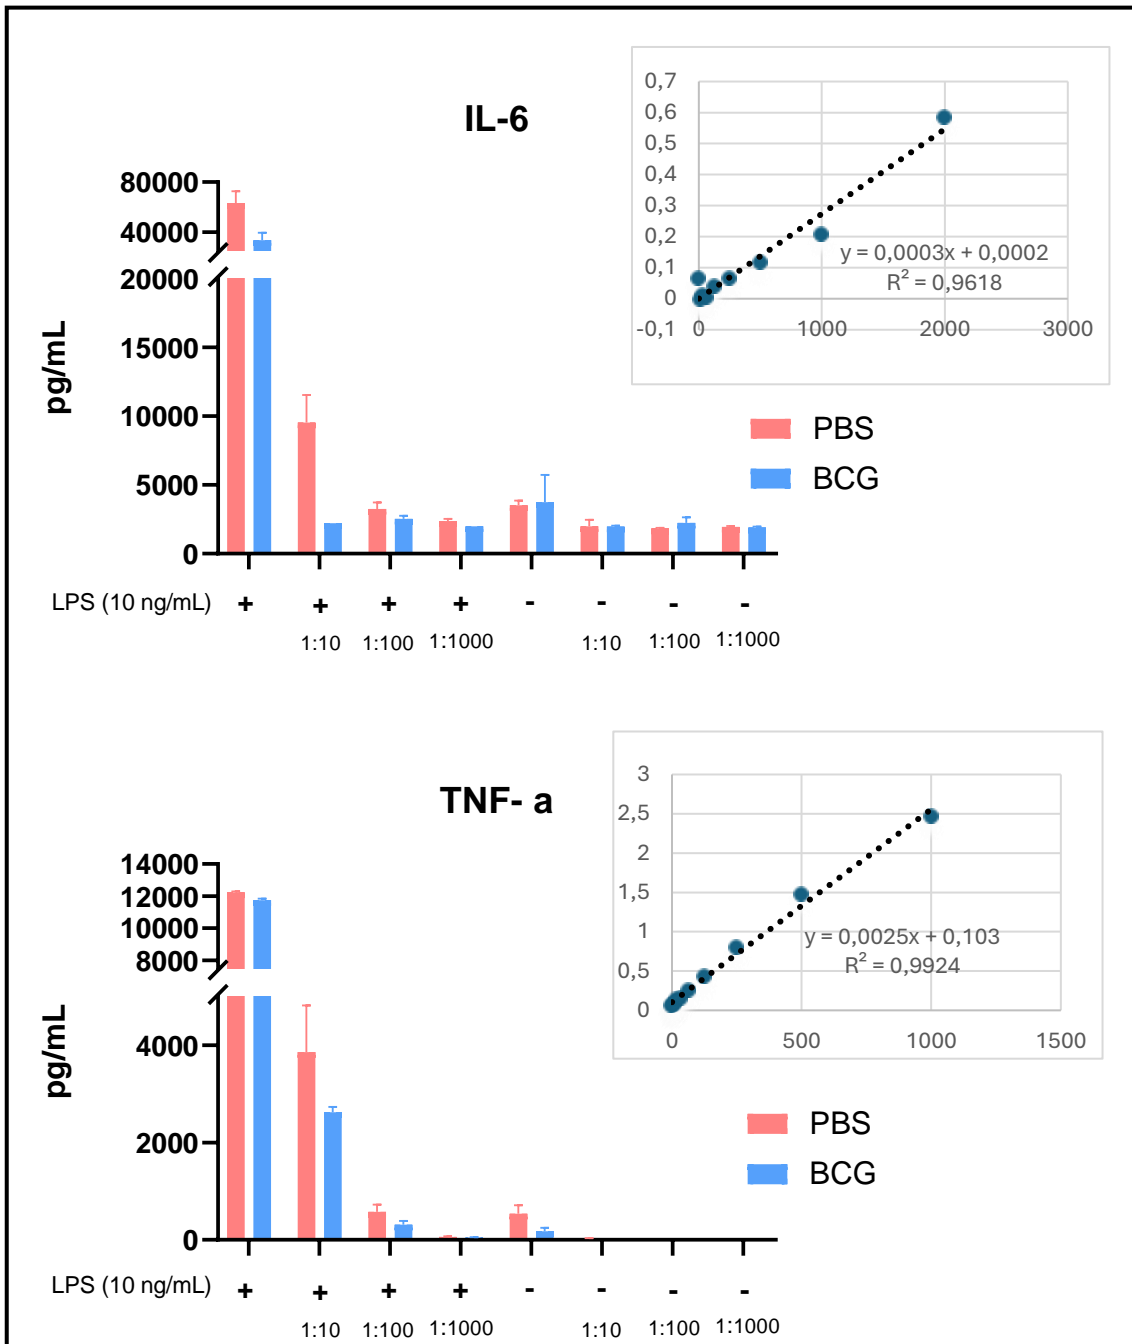 IL-6
80000
40000
20000
15000
10000
5000
0
pg/mL
0,7
0,6
0,5
0,4
0,3
0,2
0,1
0
-0,1
0 1000 2000 3000
y = 0,0003x + 0,0002
R² = 0,9618
PBS
BCG
LPS (10 ng/mL) + + + + - - - -
1:10 1:100 1:1000 1:10 1:100 1:1000
TNF- a
14000
12000
10000
8000
4000
2000
0
pg/mL
3
2,5
2
1,5
1
0,5
0
0 500 1000 1500
y = 0,0025x + 0,103
R² = 0,9924
PBS
BCG
LPS (10 ng/mL) + + + + - - - -
1:10 1:100 1:1000 1:10 1:100 1:1000